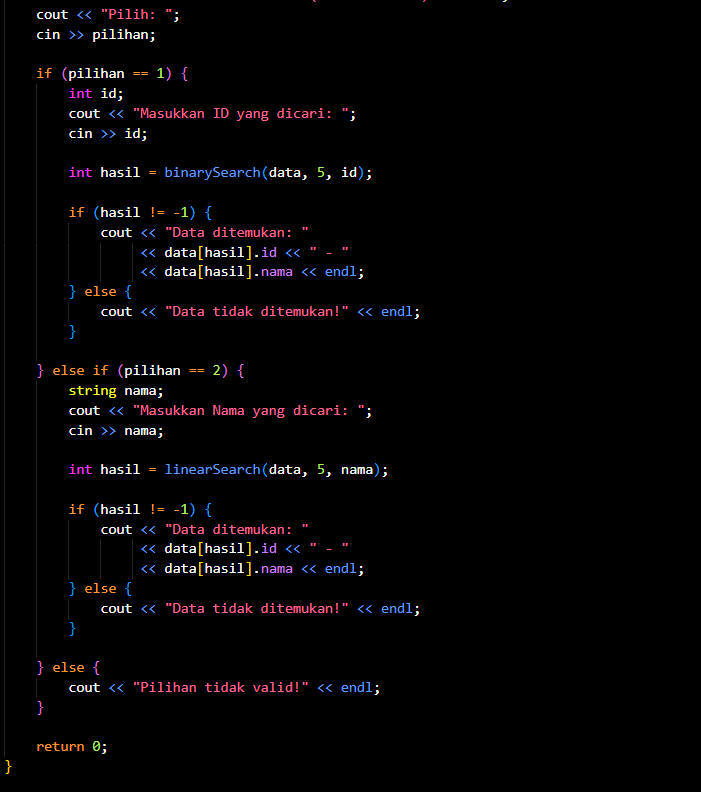 cout << "Pilih: ";
cin >> pilihan;
if (pilihan == 1) {
int id;
cout << "Masukkan ID yang dicari: ";
cin >> id;
int hasil = binarySearch(data, 5, id);
if (hasil != -1) {
cout << "Data ditemukan: "
<< data[hasil].id << " - "
<< data[hasil].nama << endl;
} else {
cout << "Data tidak ditemukan!" << endl;
}
} else if (pilihan == 2) {
string nama;
cout << "Masukkan Nama yang dicari: ";
cin >> nama;
int hasil = linearSearch(data, 5, nama);
if (hasil != -1) {
cout << "Data ditemukan: "
<< data[hasil].id << " - "
<< data[hasil].nama << endl;
} else {
cout << "Data tidak ditemukan!" << endl;
}
} else {
cout << "Pilihan tidak valid!" << endl;
}
return 0;
}